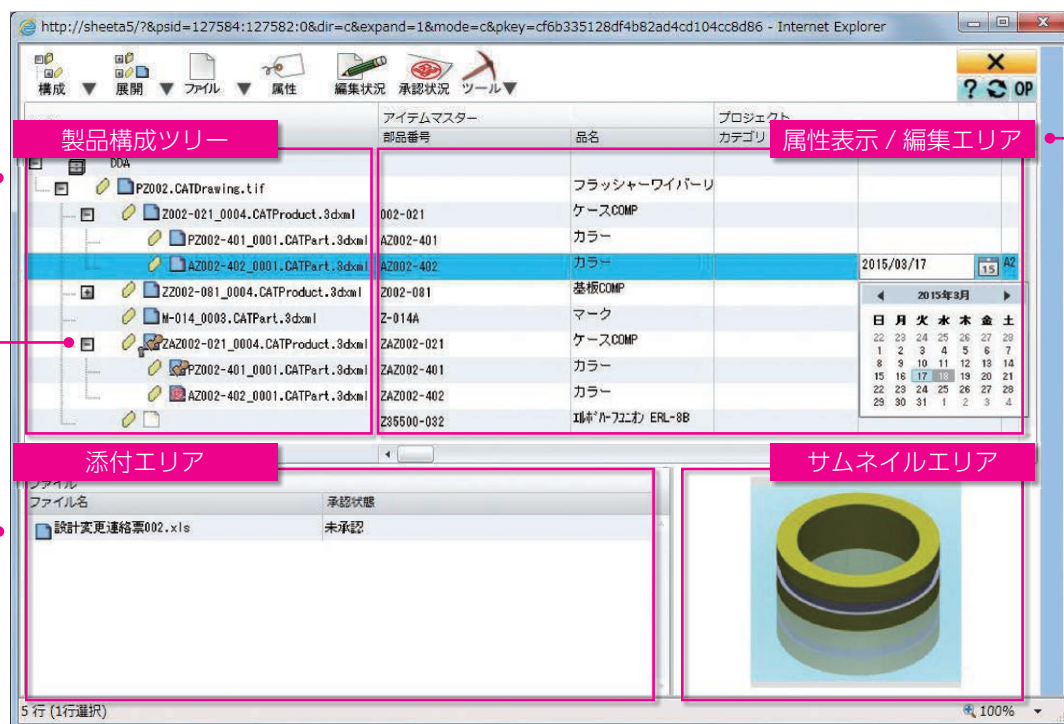 http://sheeta5/?&psid=127584:127582:0&dir=c&expand=1&mode=c&pkey=cf6b335128df4b82ad4cd104cc8d86 - Internet Explorer
構成 ▼ 展開 ▼ ファイル ▼ 属性 編集状況 承認状況 ツール▼
? OP
アイテムマスター プロジェクト
部品番号 品名 カテゴリ
製品構成ツリー
属性表示 / 編集エリア
DDA
PZ002.CATDrawing.tif フラッシャーワイパーリ
Z002-021_0004.CATProduct.3dxml 002-021 ケースCOMP
PZ002-401_0001.CATPart.3dxml AZ002-401 カラー
AZ002-402_0001.CATPart.3dxml AZ002-402 カラー 2015/03/17 15 A2
ZZ002-081_0004.CATProduct.3dxml Z002-081 基板COMP
M-014_0003.CATPart.3dxml Z-014A マーク
ZAZ002-021_0004.CATProduct.3dxml ZAZ002-021 ケースCOMP
PZ002-401_0001.CATPart.3dxml ZAZ002-401 カラー
AZ002-402_0001.CATPart.3dxml ZAZ002-402 カラー
Z35500-032 ERL-8B
2015年3月
日 月 火 水 木 金 土
22 23 24 25 26 27 28
1 2 3 4 5 6 7
8 9 10 11 12 13 14
15 16 17 18 19 20 21
22 23 24 25 26 27 28
29 30 31 1 2 3 4
添付エリア
サムネイルエリア
ファイル
ファイル名 承認状態
設計変更連絡票002.xls 未承認
5 行 (1行選択)
100%